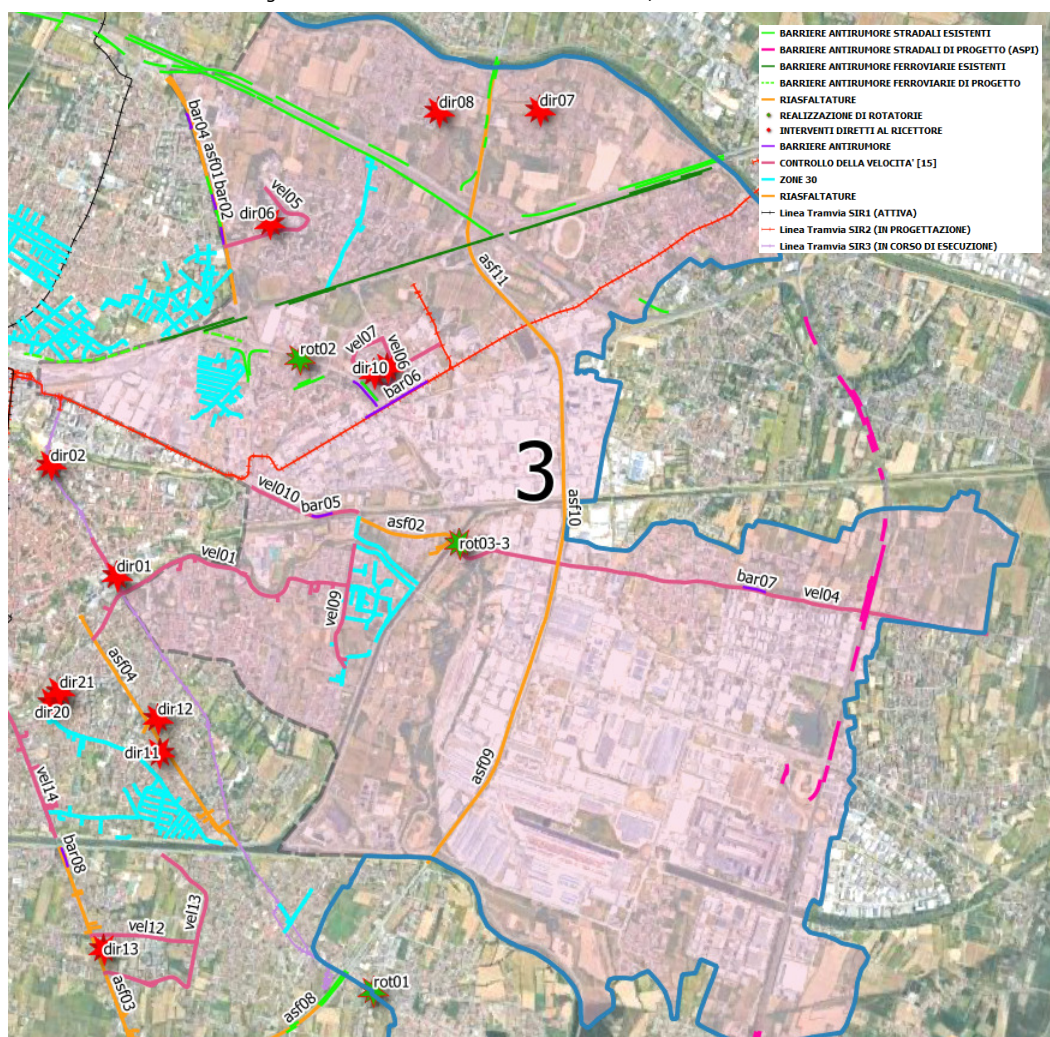 BARRIERE ANTIRUMORE STRADALI ESISTENTI
BARRIERE ANTIRUMORE STRADALI DI PROGETTO (ASPI)
BARRIERE ANTIRUMORE FERROVIARIE ESISTENTI
BARRIERE ANTIRUMORE FERROVIARIE DI PROGETTO
RIASFALTATURE
REALIZZAZIONE DI ROTATORIE
INTERVENTI DIRETTI AL RICETTORE
BARRIERE ANTIRUMORE
CONTROLLO DELLA VELOCITA' [15]
ZONE 30
RIASFALTATURE
Linea Tramvia SIR1 (ATTIVA)
Linea Tramvia SIR2 (IN PROGETTAZIONE)
Linea Tramvia SIR3 (IN CORSO DI ESECUZIONE)
dir08
dir07
bar04
asf01
bar02
vel05
dir06
asf11
rot02
vel07
vel06
dir10
bar06
3
dir02
vel010
bar05
asf02
asf10
rot03-3
vel01
dir01
vel09
bar07
vel04
asf04
dir21
dir20
dir12
dir11
asf09
vel14
bar08
vel13
vel12
dir13
asf03
rot01
asf08